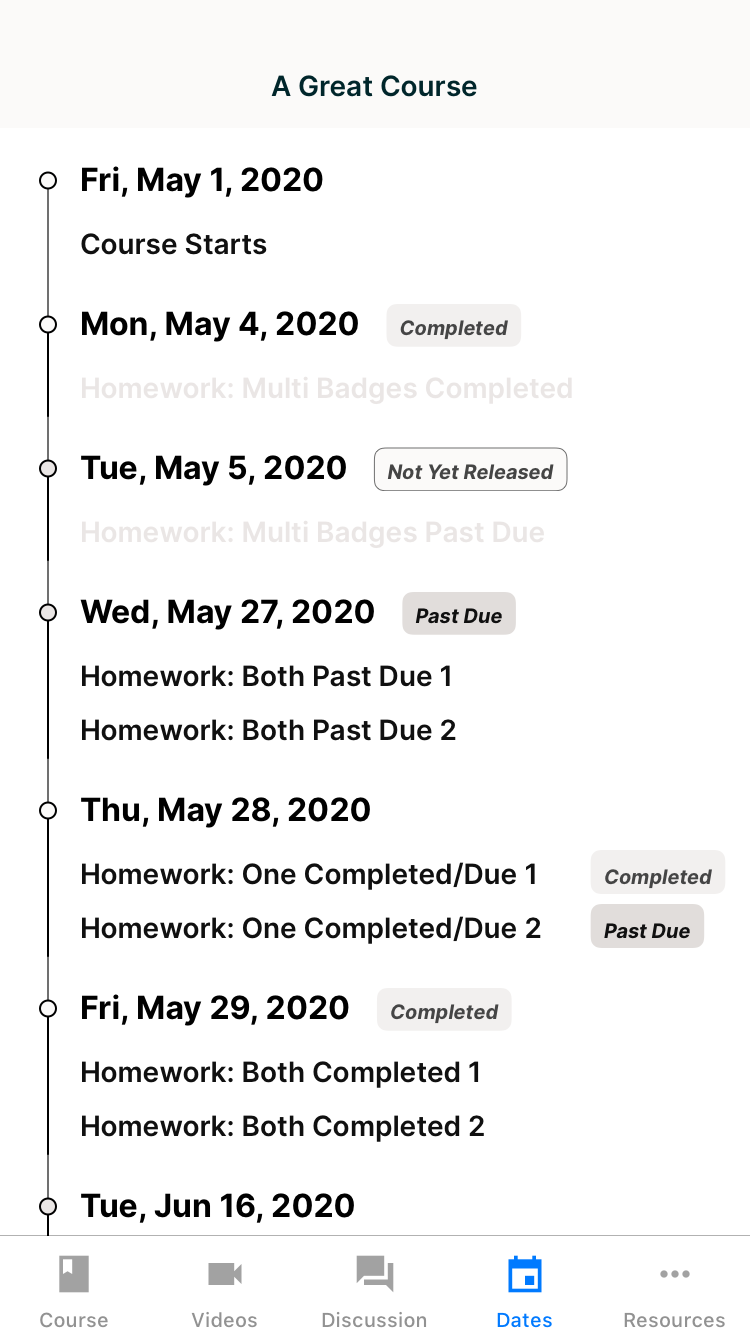 A Great Course
Fri, May 1, 2020
Course Starts
Mon, May 4, 2020 Completed
Homework: Multi Badges Completed
Tue, May 5, 2020 Not Yet Released
Homework: Multi Badges Past Due
Wed, May 27, 2020 Past Due
Homework: Both Past Due 1
Homework: Both Past Due 2
Thu, May 28, 2020
Homework: One Completed/Due 1 Completed
Homework: One Completed/Due 2 Past Due
Fri, May 29, 2020 Completed
Homework: Both Completed 1
Homework: Both Completed 2
Tue, Jun 16, 2020
Course Videos Discussion Dates Resources